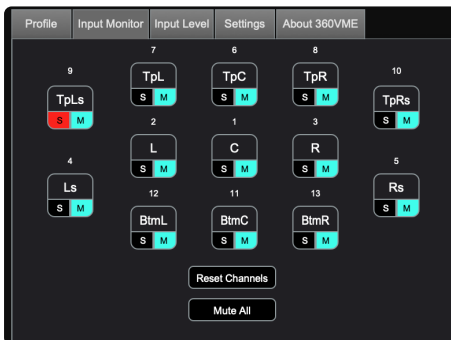 Profile Input Monitor Input Level Settings About 360VME
7 6 8
TpL TpC TpR
S M S M S M
9 10
TpLs TpRs
S M S M
2 1 3
L C R
S M S M S M
4 5
Ls Rs
S M S M
12 11 13
BtmL BtmC BtmR
S M S M S M
Reset Channels
Mute All